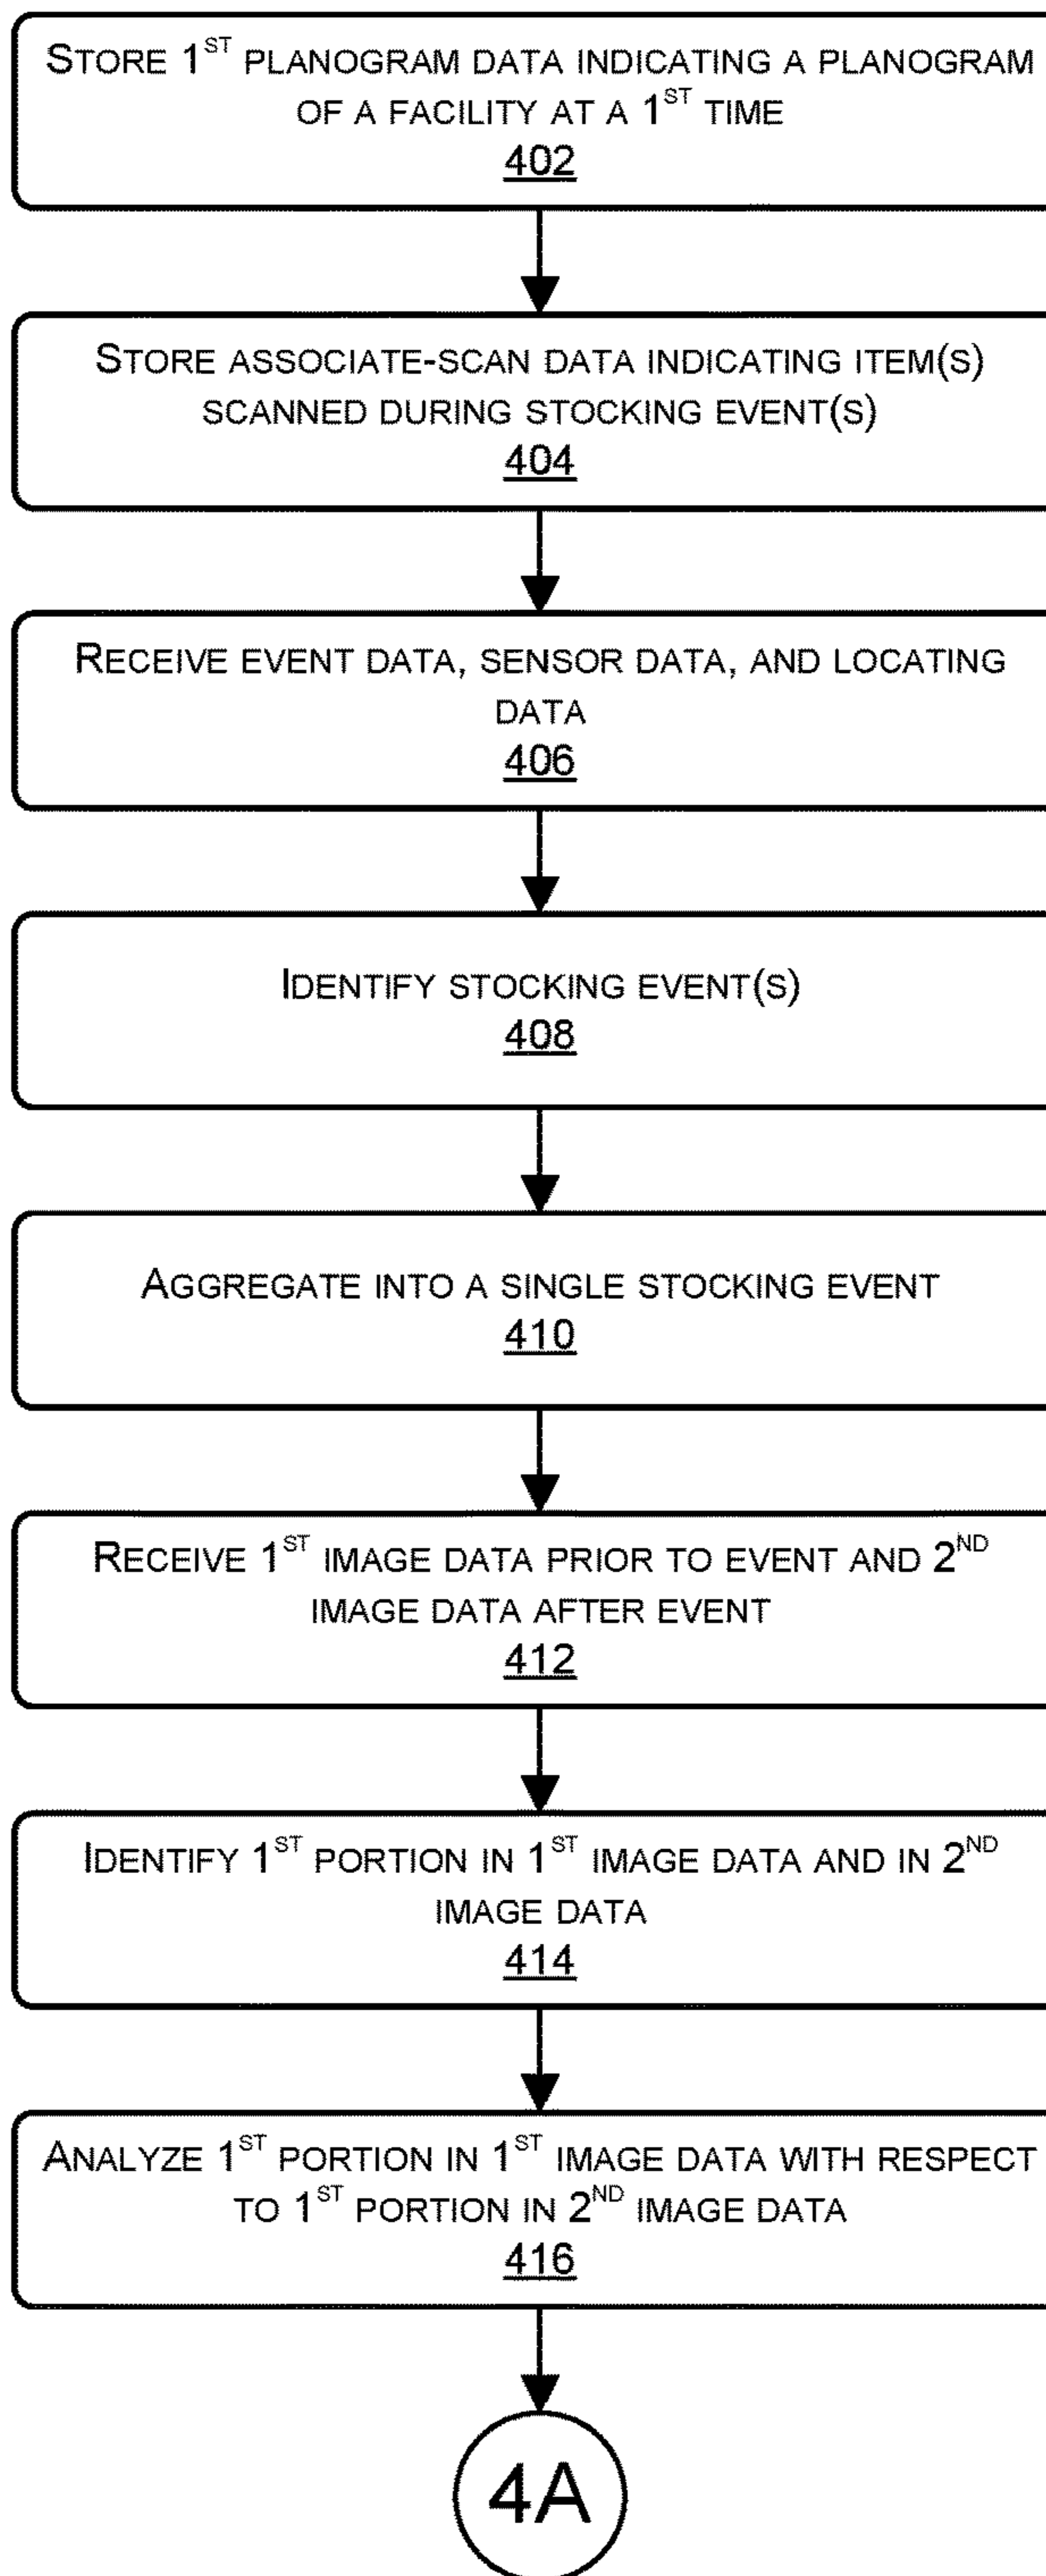 STORE 1ST PLANOGRAM DATA INDICATING A PLANOGRAM
OF A FACILITY AT A 1ST TIME
402
STORE ASSOCIATE-SCAN DATA INDICATING ITEM(S)
SCANNED DURING STOCKING EVENT(S)
404
RECEIVE EVENT DATA, SENSOR DATA, AND LOCATING
DATA
406
IDENTIFY STOCKING EVENT(S)
408
AGGREGATE INTO A SINGLE STOCKING EVENT
410
RECEIVE 1ST IMAGE DATA PRIOR TO EVENT AND 2ND
IMAGE DATA AFTER EVENT
412
IDENTIFY 1ST PORTION IN 1ST IMAGE DATA AND IN 2ND
IMAGE DATA
414
ANALYZE 1ST PORTION IN 1ST IMAGE DATA WITH RESPECT
TO 1ST PORTION IN 2ND IMAGE DATA
416
4A